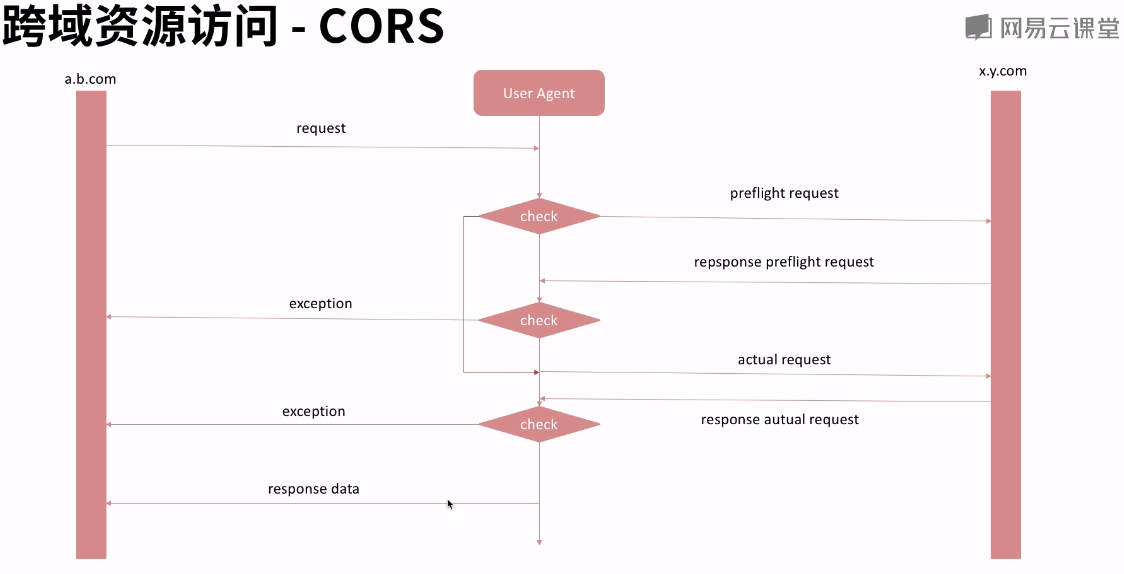 跨域资源访问 - CORS
网易云课堂
a.b.com
User Agent
x.y.com
request
preflight request
check
repsponse preflight request
exception
check
actual request
exception
check
response autual request
response data